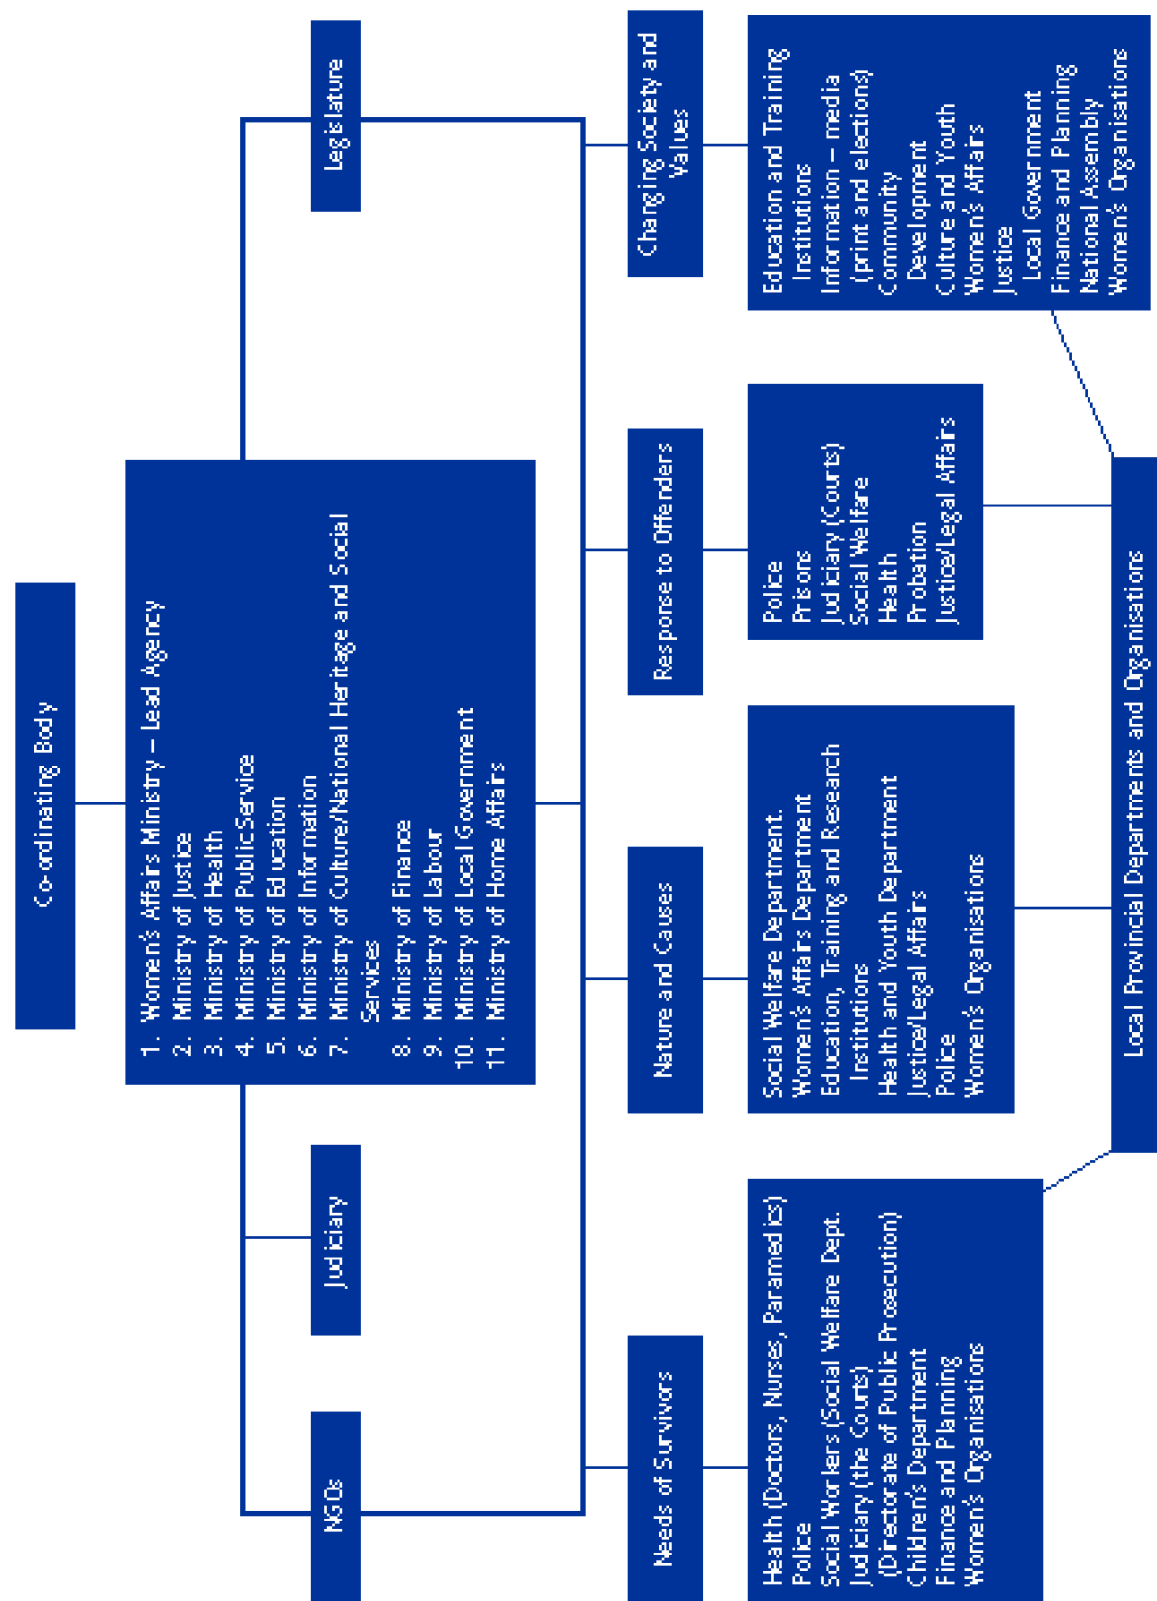 Co-ordinating Body
1. Women's Affairs Ministry – Lead Agency
2. Ministry of Justice
3. Ministry of Health
4. Ministry of Public Service
5. Ministry of Education
6. Ministry of Information
7. Ministry of Culture/National Heritage and Social
Services
8. Ministry of Finance
9. Ministry of Labour
10. Ministry of Local Government
11. Ministry of Home Affairs
NGOs
Judiciary
Legislature
Needs of Survivors
Nature and Causes
Response to Offenders
Changing Society and
Values
Health (Doctors, Nurses, Paramedics)
Police
Social Workers (Social Welfare Dept.
Judiciary (the Courts)
(Directorate of Public Prosecution)
Children's Department
Finance and Planning
Women's Organisations
Social Welfare Department.
Women's Affairs Department
Education, Training and Research
Institutions
Health and Youth Department
Justice/Legal Affairs
Police
Women's Organisations
Police
Prisons
Judiciary (Courts)
Social Welfare
Health
Probation
Justice/Legal Affairs
Education and Training
Institutions
Information – media
(print and elections)
Community
Development
Culture and Youth
Women's Affairs
Justice
Local Government
Finance and Planning
National Assembly
Women's Organisations
Local Provincial Departments and Organisations